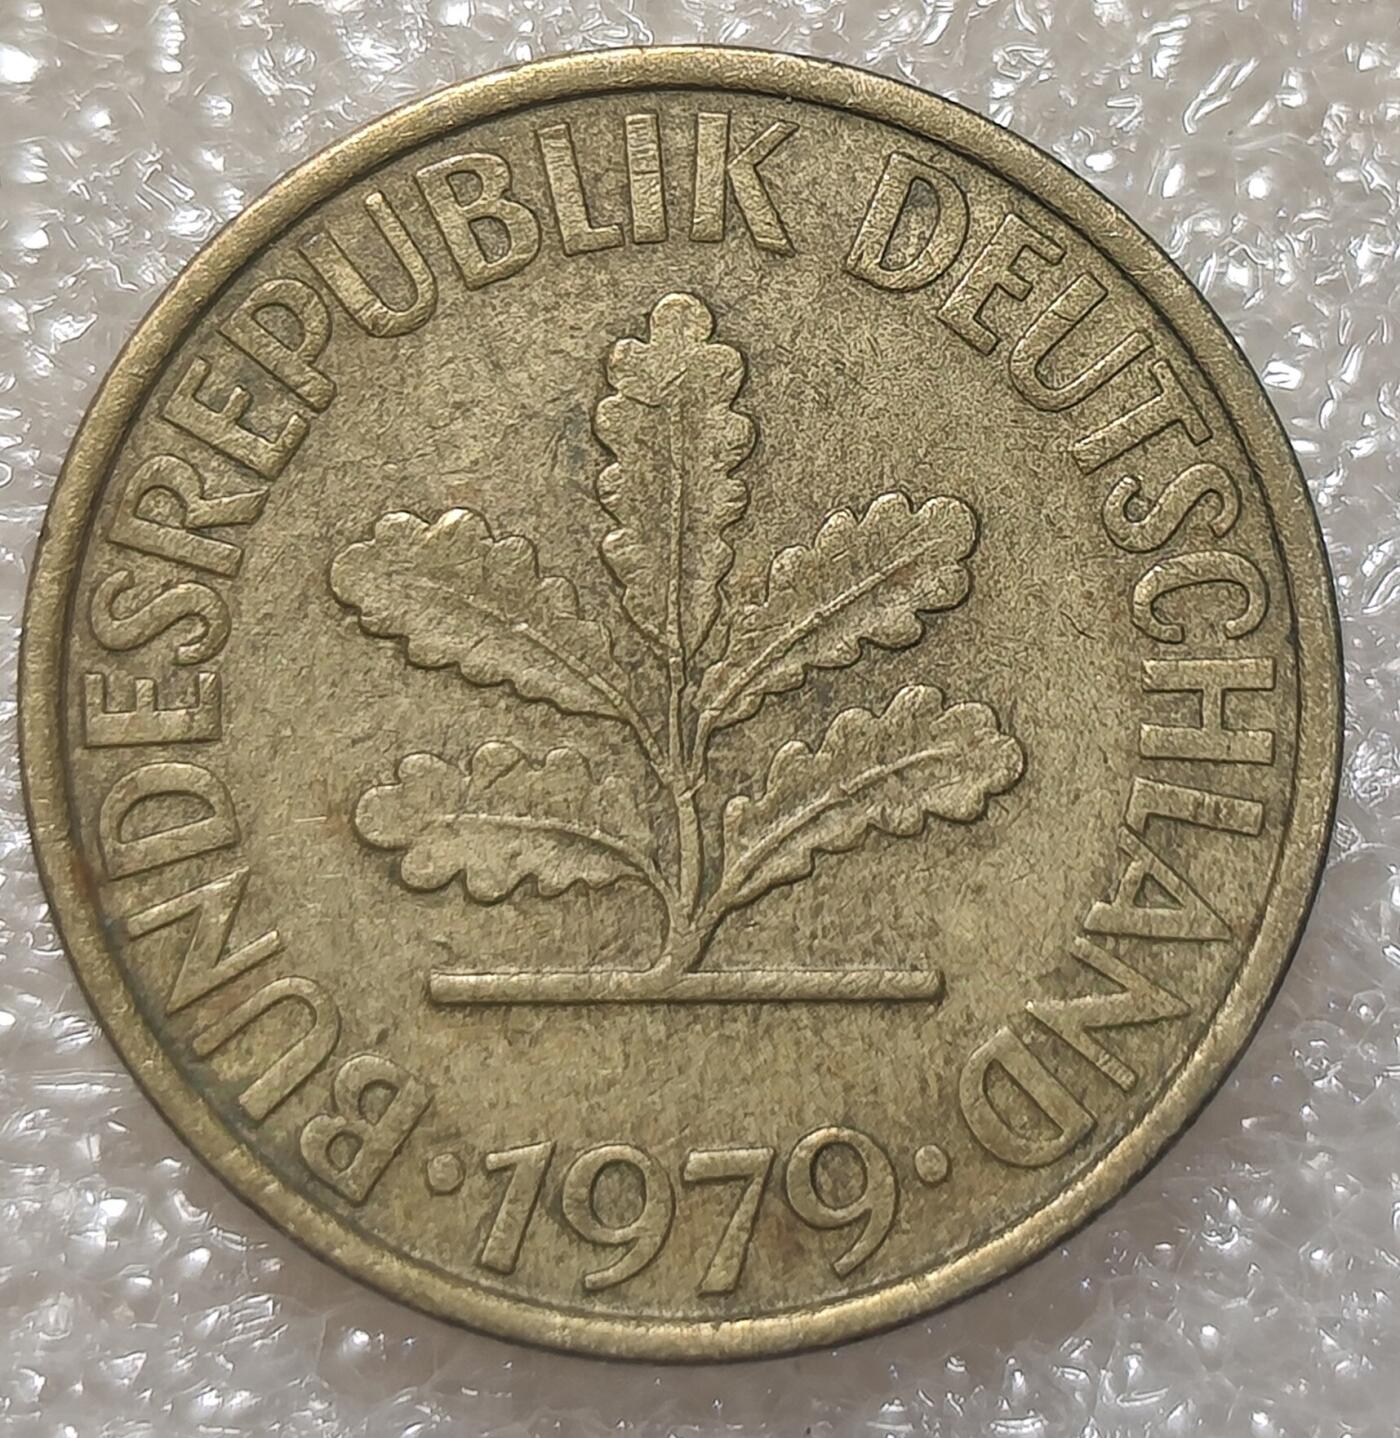 BUNDESREPUBLIK DEUTSCHLAND
· 1979 ·